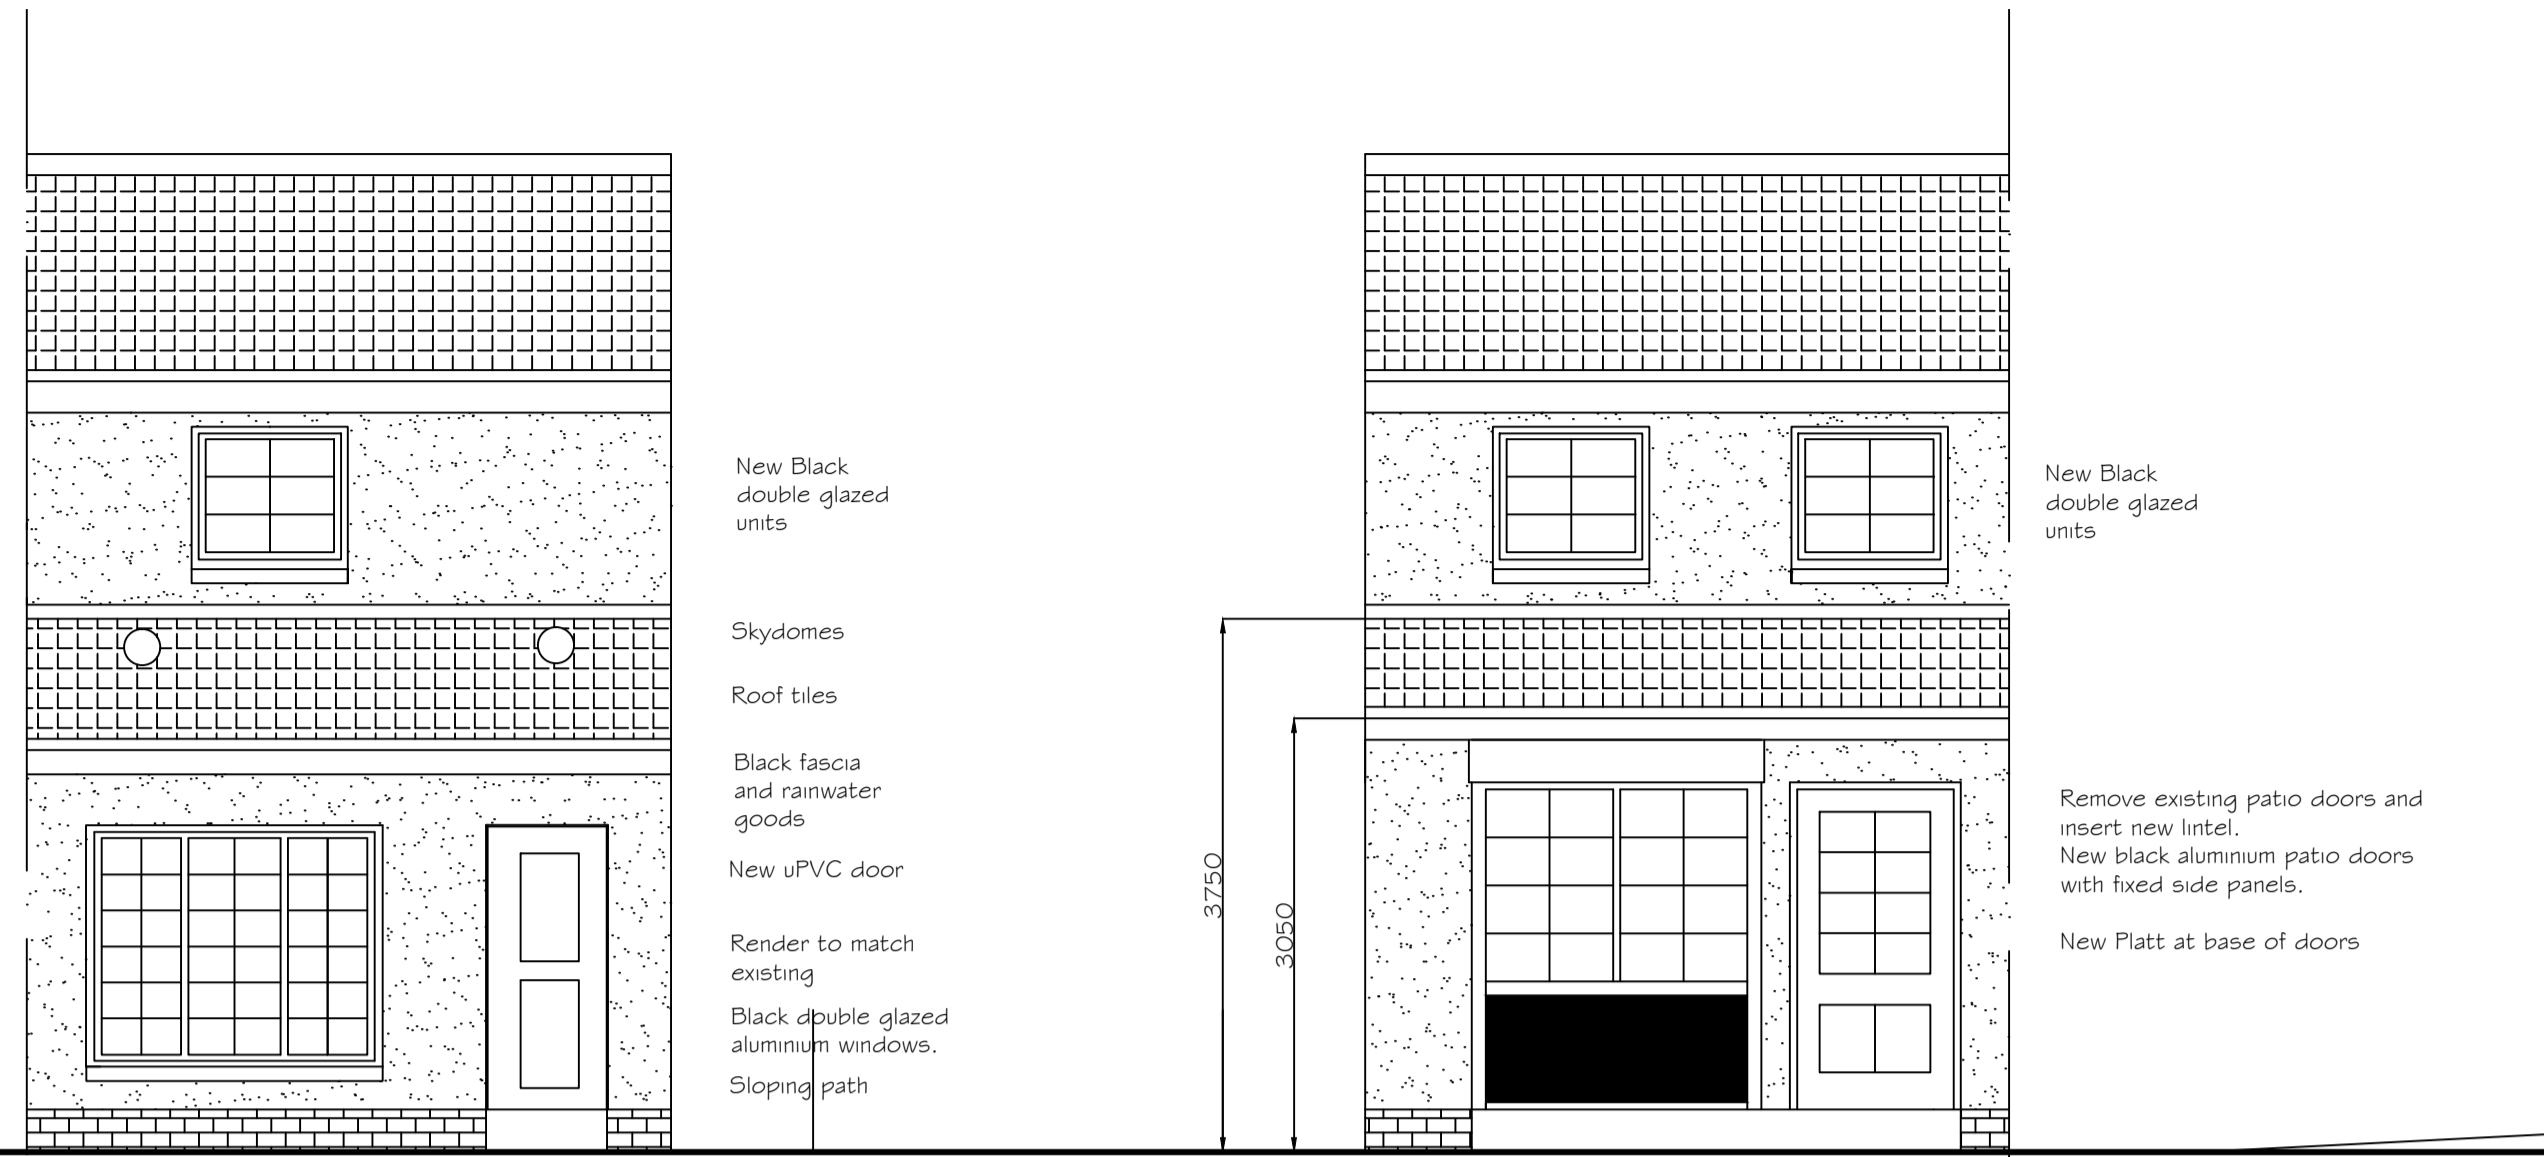 New Black
double glazed
units
Skydomes
Roof tiles
Black fascia
and rainwater
goods
New uPVC door
Render to match
existing
Black double glazed
aluminium windows.
Sloping path
3750
3050
New Black
double glazed
units
Remove existing patio doors and
insert new lintel.
New black aluminium patio doors
with fixed side panels.
New Platt at base of doors